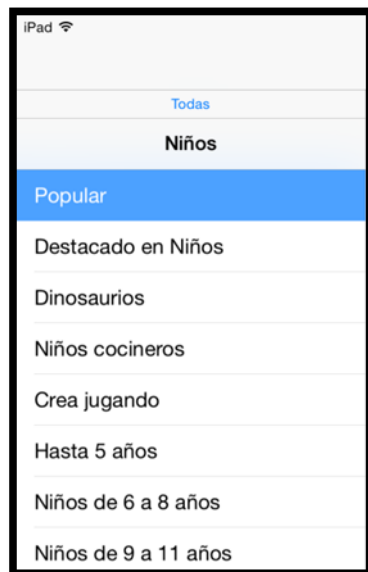 iPad
Todas
Niños
Popular
Destacado en Niños
Dinosaurios
Niños cocineros
Crea jugando
Hasta 5 años
Niños de 6 a 8 años
Niños de 9 a 11 años